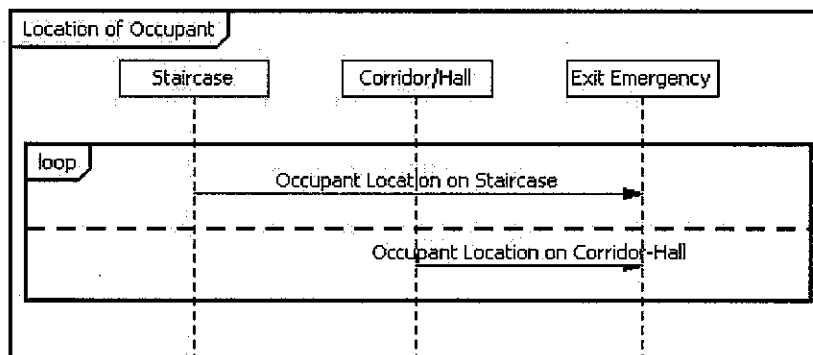 Location of Occupant
Staircase
Corridor/Hall
Exit Emergency
loop
Occupant Location on Staircase
Occupant Location on Corridor-Hall